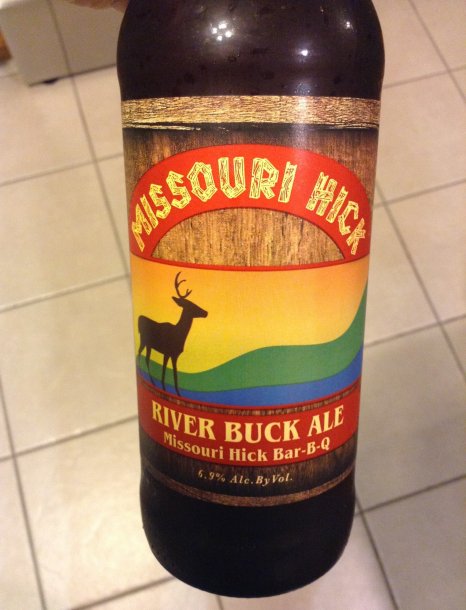 MISSOURI HICK
RIVER BUCK ALE
Missouri Hick Bar-B-Q
6.9% Alc.By Vol.